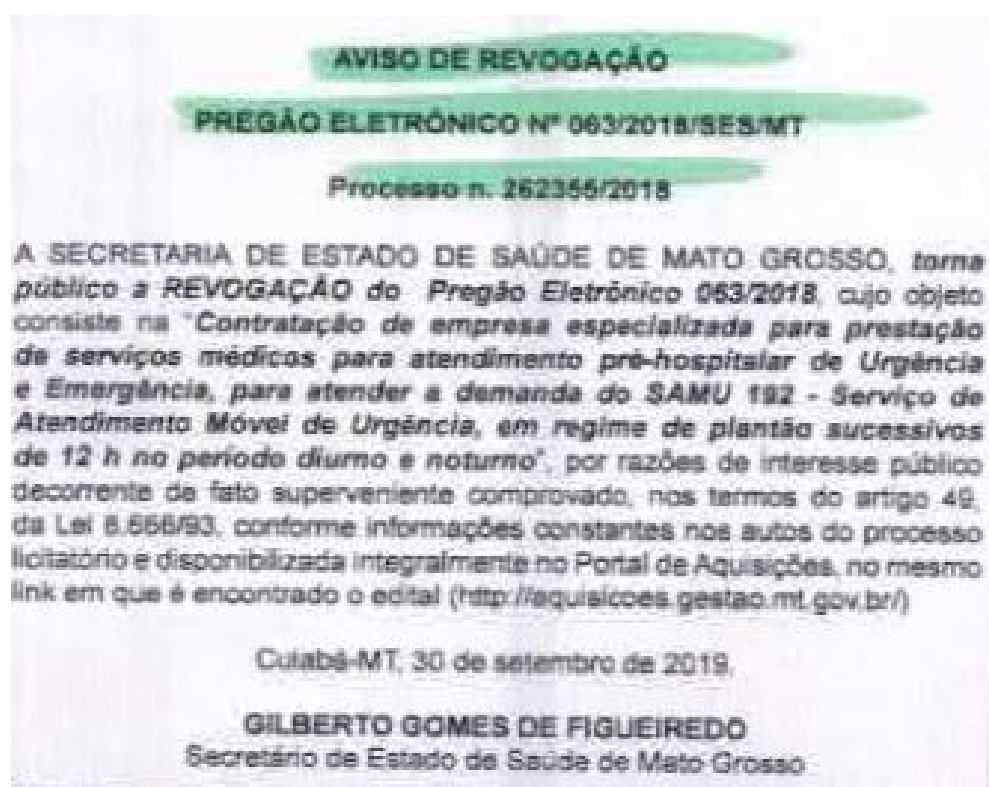 AVISO DE REVOGAÇÃO
PREGÃO ELETRÔNICO Nº 063/2018/SES/MT
Processo n. 262355/2018
A SECRETARIA DE ESTADO DE SAÚDE DE MATO GROSSO, torna
público a REVOGAÇÃO do Pregão Eletrônico 063/2018, cujo objeto
consiste na "Contratação de empresa especializada para prestação
de serviços médicos para atendimento pré-hospitalar de Urgência
e Emergência, para atender a demanda do SAMU 192 - Serviço de
Atendimento Móvel de Urgência, em regime de plantão sucessivos
de 12 h no período diurno e noturno", por razões de interesse público
decorrente de fato superveniente comprovado, nos termos do artigo 49,
da Lei 8.666/93, conforme informações constantes nos autos do processo
licitatório e disponibilizada integralmente no Portal de Aquisições, no mesmo
link em que é encontrado o edital (http://aquisicoes.gestao.mt.gov.br/)
Cuiabá-MT, 30 de setembro de 2019.
GILBERTO GOMES DE FIGUEIREDO
Secretário de Estado de Saúde de Mato Grosso